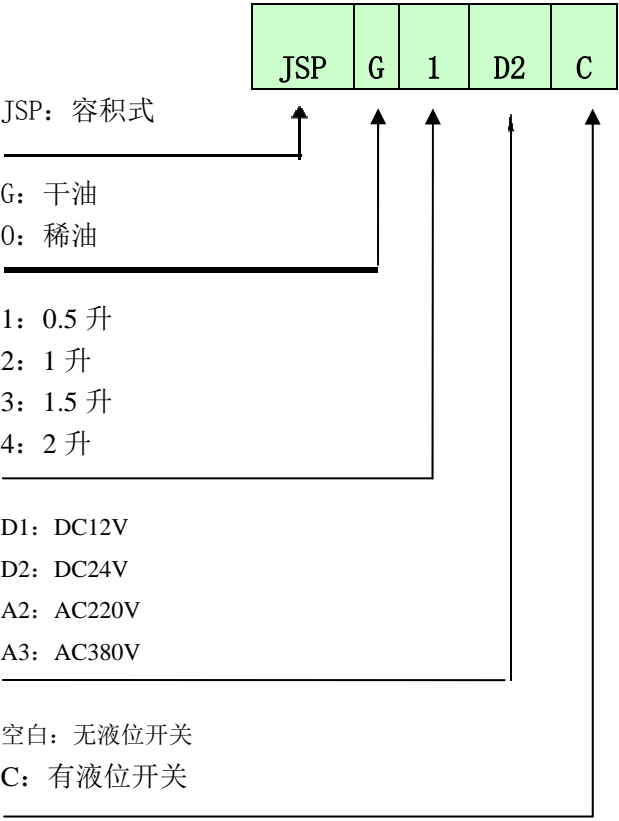 JSP G 1 D2 C
JSP：容积式
G：干油
O：稀油
1：0.5 升
2：1 升
3：1.5 升
4：2 升
D1：DC12V
D2：DC24V
A2：AC220V
A3：AC380V
空白：无液位开关
C：有液位开关